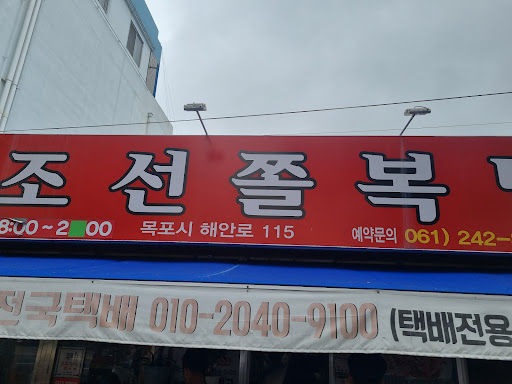 조선쫄복
8:00 ~ 2 00 목포시 해안로 115 예약문의 061) 242-
전국택배 010-2040-9100 (택배전용